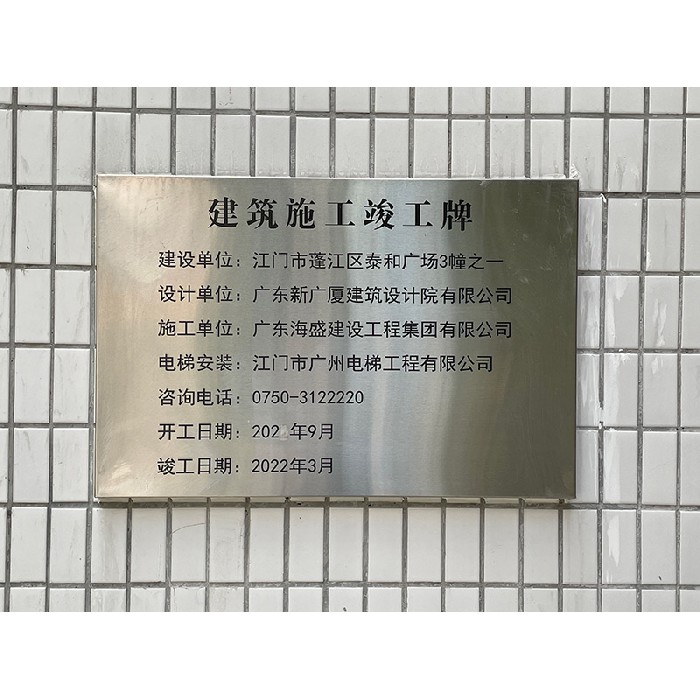 建筑施工竣工牌
建设单位：江门市蓬江区泰和广场3幢之一
设计单位：广东新广厦建筑设计院有限公司
施工单位：广东海盛建设工程集团有限公司
电梯安装：江门市广州电梯工程有限公司
咨询电话：0750-3122220
开工日期：202 年9月
竣工日期：2022年3月